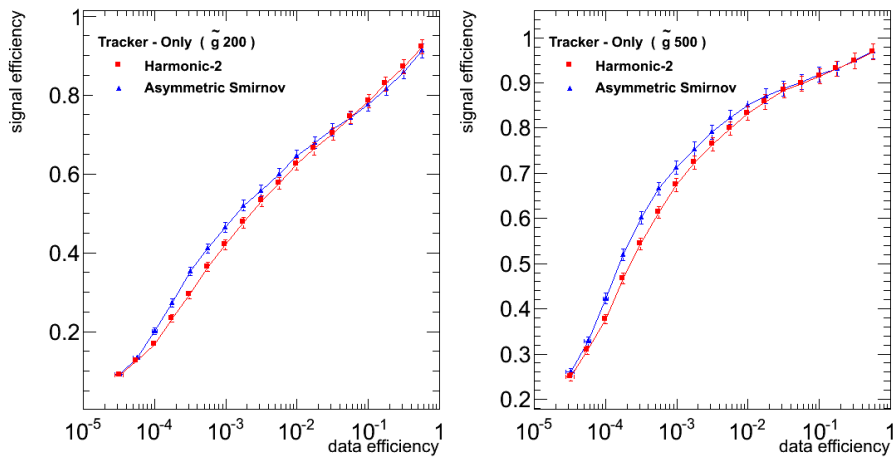 signal efficiency
Tracker - Only ( g̃ 200 )
Harmonic-2
Asymmetric Smirnov
1
0.8
0.6
0.4
0.2
10⁻⁵ 10⁻⁴ 10⁻³ 10⁻² 10⁻¹ 1
data efficiency
signal efficiency
Tracker - Only ( g̃ 500 )
Harmonic-2
Asymmetric Smirnov
1
0.9
0.8
0.7
0.6
0.5
0.4
0.3
0.2
10⁻⁵ 10⁻⁴ 10⁻³ 10⁻² 10⁻¹ 1
data efficiency